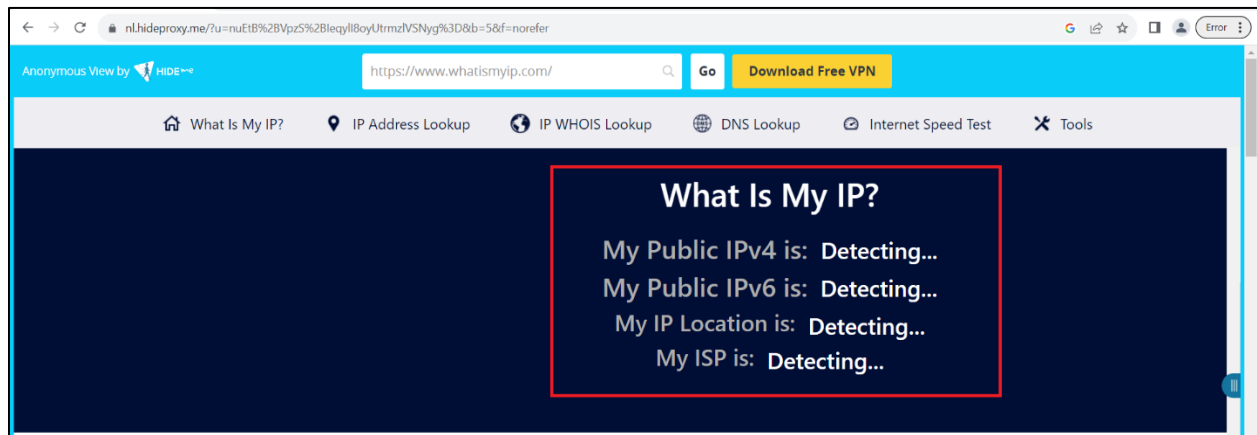 nl.hideproxy.me/?u=nuEtB%2BVpzS%2BIeqylI8oyUtrmzlVSNyg%3D&b=5&f=norefer Error
Anonymous View by HIDE https://www.whatismyip.com/ Go Download Free VPN
What Is My IP? IP Address Lookup IP WHOIS Lookup DNS Lookup Internet Speed Test Tools
What Is My IP?
My Public IPv4 is: Detecting...
My Public IPv6 is: Detecting...
My IP Location is: Detecting...
My ISP is: Detecting...